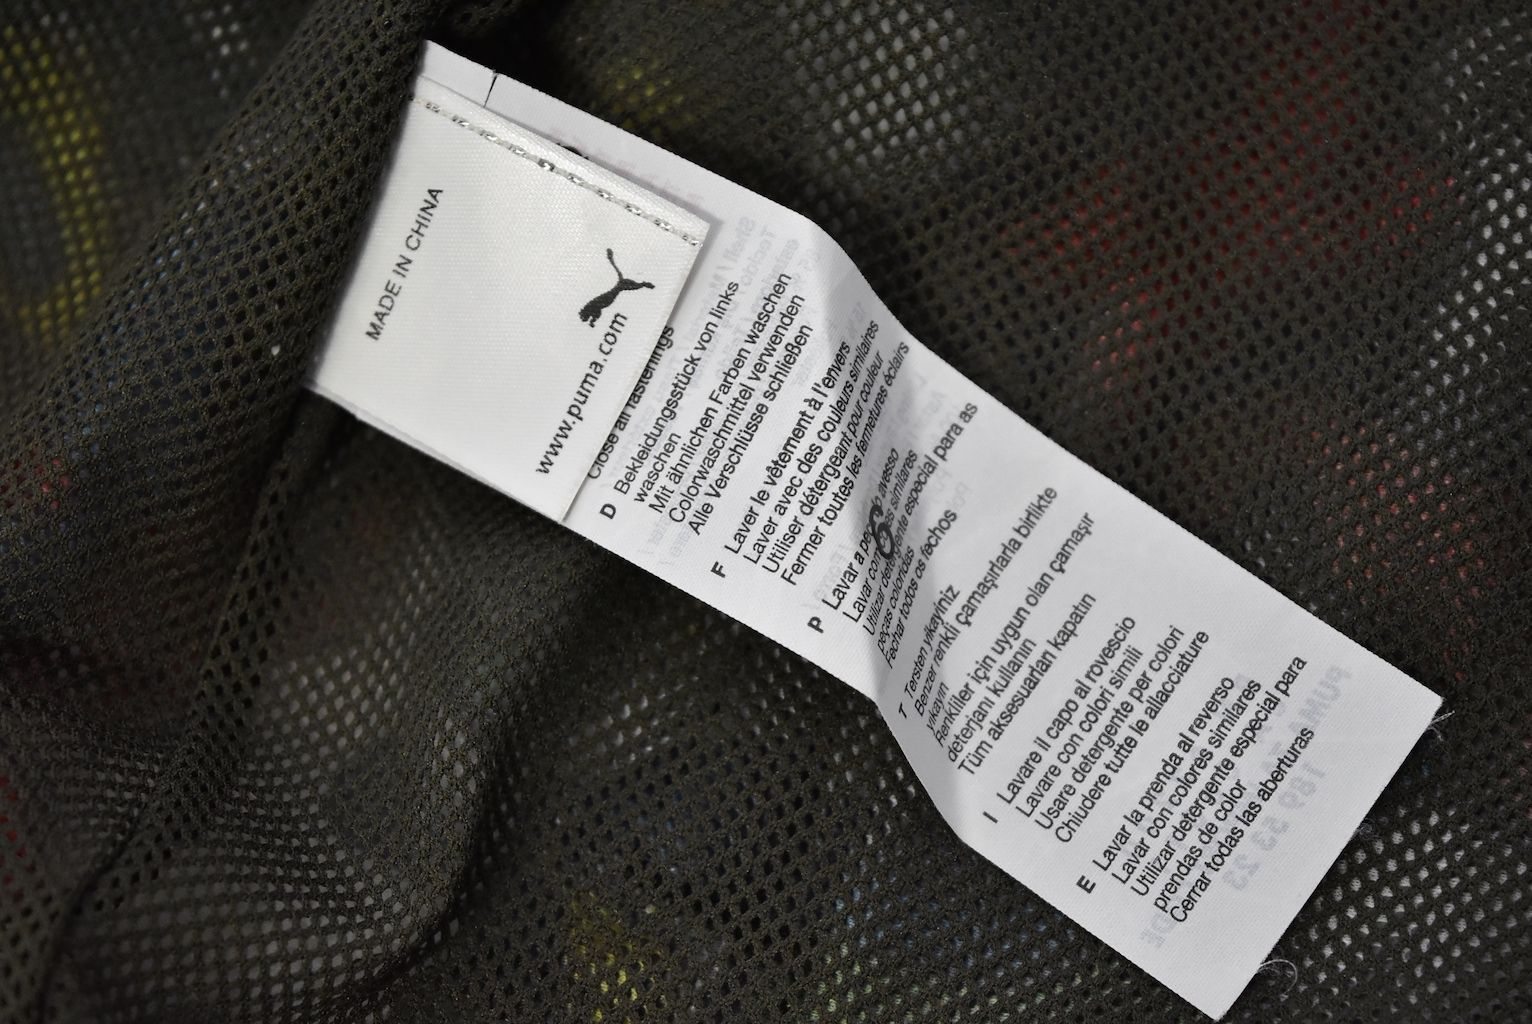 MADE IN CHINA
www.puma.com
Close all fastenings
D Bekleidungsstück von links
waschen
Mit ähnlichen Farben waschen
Colorwaschmittel verwenden
Alle Verschlüsse schließen
F Laver le vêtement à l'envers
Laver avec des couleurs similaires
Utiliser détergeant pour couleur
Fermer toutes les fermetures éclairs
P Lavar a avesso
Lavar similares
Utilizar detergente especial para as
peças coloridas
Fechar todos os fechos
6
T Tersten yıkayiniz
Benzer renkli çamaşırlarla birlikte
yıkayın
Renkliler için uygun olan çamaşır
deterjanı kullanın
Tüm aksesuarları kapatın
I Lavare il capo al rovescio
Lavare con colori simili
Usare detergente per colori
Chiudere tutte le allacciature
E Lavar la prenda al reverso
Lavar con colores similares
Utilizar detergente especial para
prendas de color
Cerrar todas las aberturas